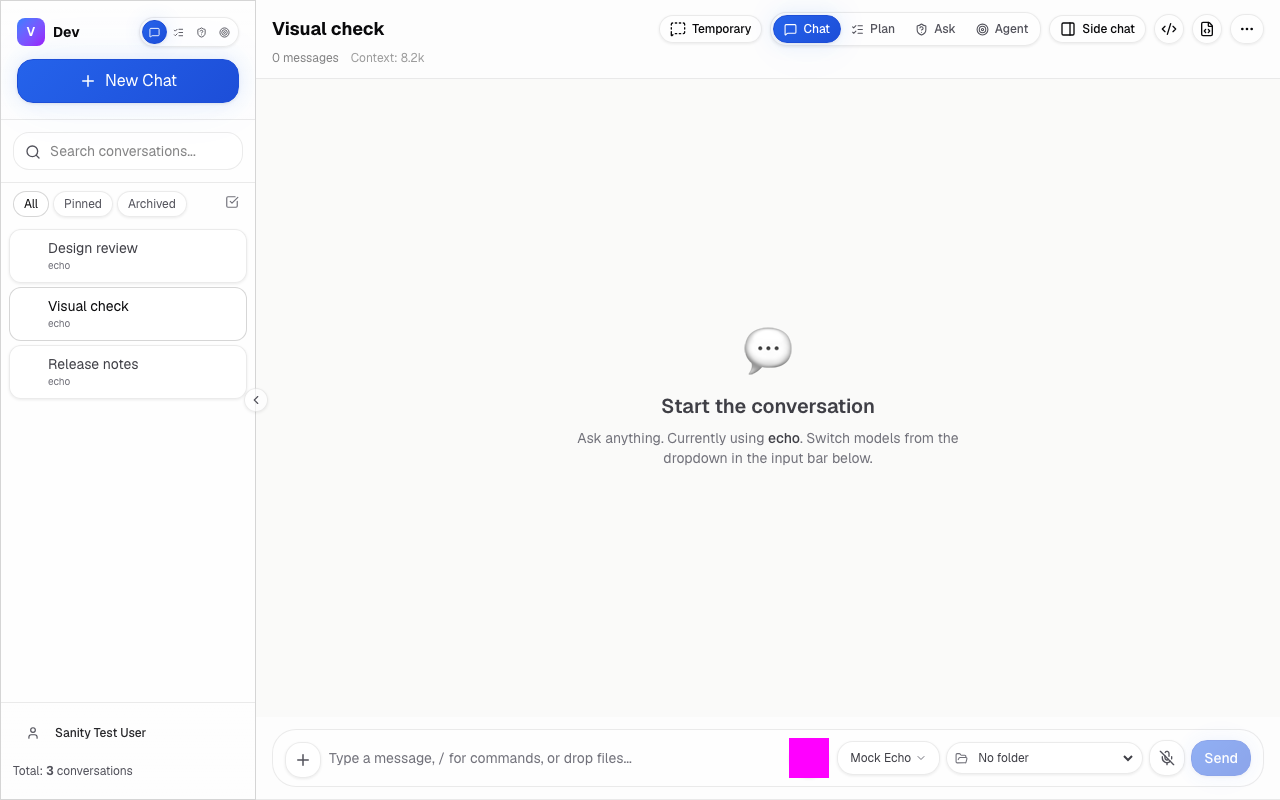 V Dev
New Chat
Search conversations...
All Pinned Archived
Design review
echo
Visual check
echo
Release notes
echo
Sanity Test User
Total: 3 conversations
Visual check
0 messages Context: 8.2k
Temporary Chat Plan Ask Agent Side chat
Start the conversation
Ask anything. Currently using echo. Switch models from the
dropdown in the input bar below.
Type a message, / for commands, or drop files...
Mock Echo No folder Send